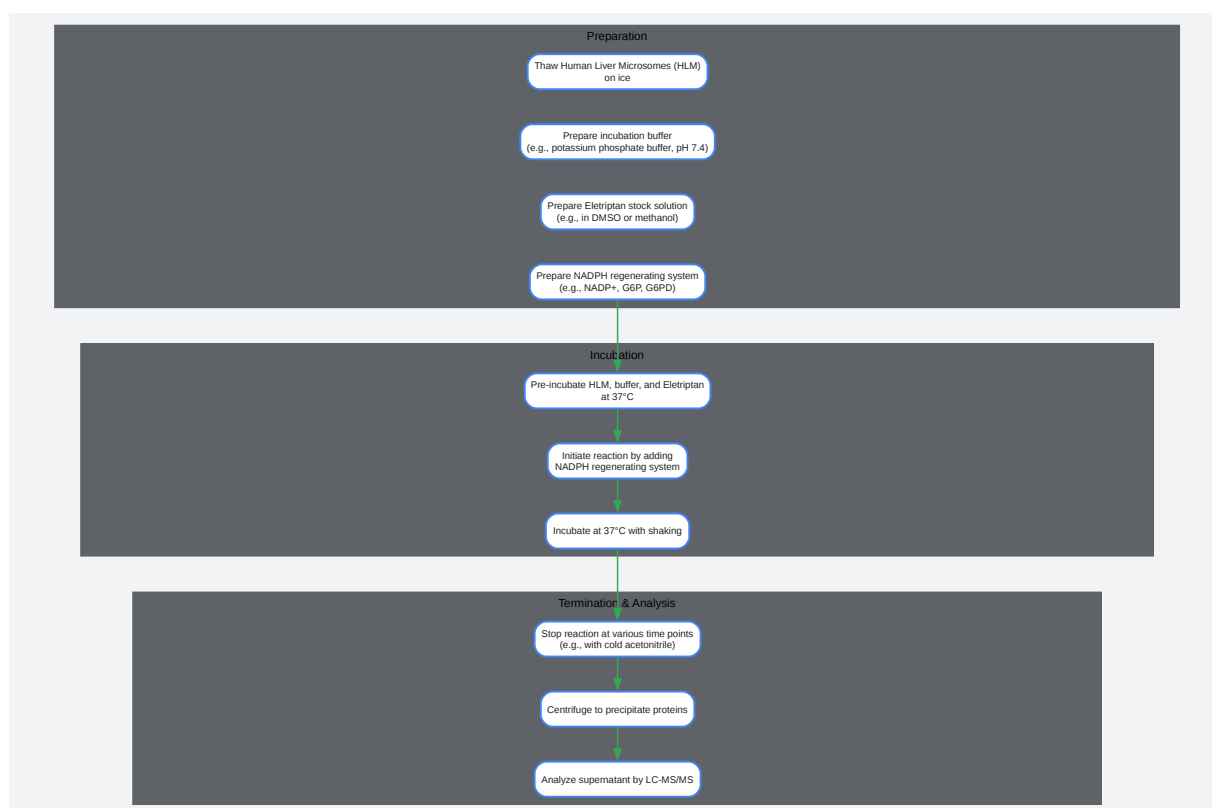 Preparation
Thaw Human Liver Microsomes (HLM)
on ice
Prepare incubation buffer
(e.g., potassium phosphate buffer, pH 7.4)
Prepare Eletriptan stock solution
(e.g., in DMSO or methanol)
Prepare NADPH regenerating system
(e.g., NADP+, G6P, G6PD)
Incubation
Pre-incubate HLM, buffer, and Eletriptan
at 37°C
Initiate reaction by adding
NADPH regenerating system
Incubate at 37°C with shaking
Termination & Analysis
Stop reaction at various time points
(e.g., with cold acetonitrile)
Centrifuge to precipitate proteins
Analyze supernatant by LC-MS/MS